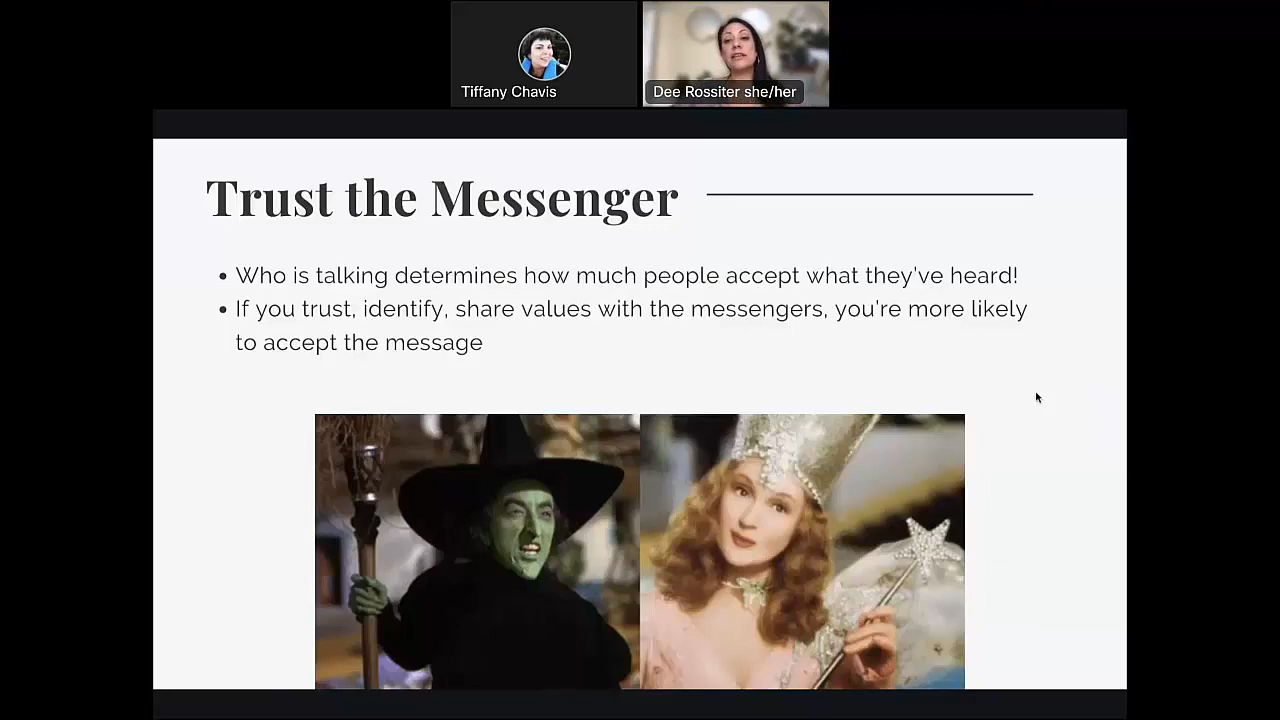 Tiffany Chavis
Dee Rossiter she/her
Trust the Messenger
• Who is talking determines how much people accept what they've heard!
• If you trust, identify, share values with the messengers, you're more likely
to accept the message